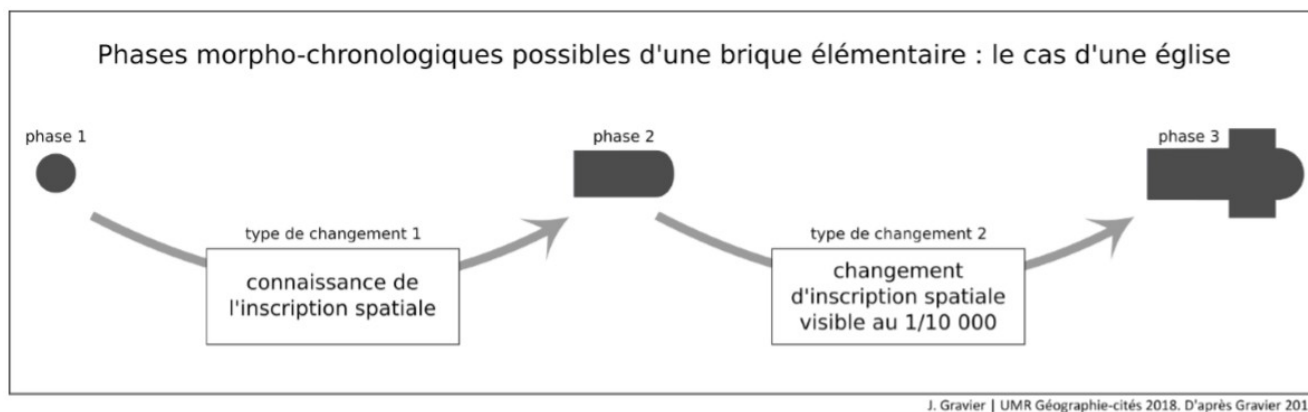 Phases morpho-chronologiques possibles d'une brique élémentaire : le cas d'une église
phase 1
phase 2
phase 3
type de changement 1
connaissance de
l'inscription spatiale
type de changement 2
changement
d'inscription spatiale
visible au 1/10 000
J. Gravier | UMR Géographie-cités 2018. D'après Gravier 201